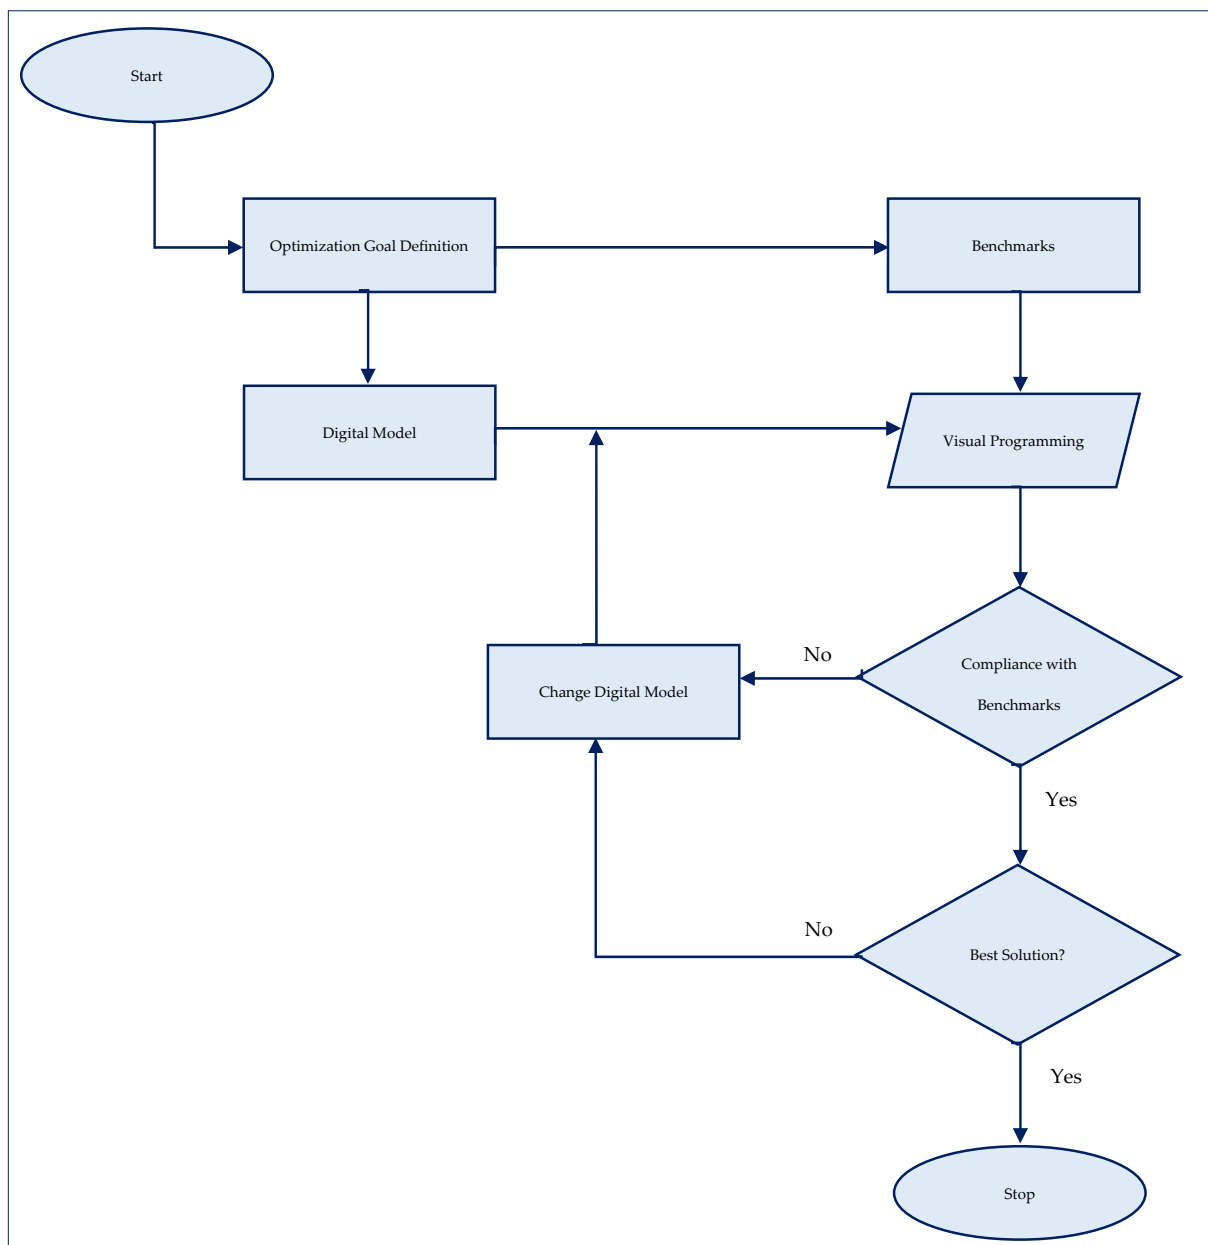 Start
Optimization Goal Definition
Benchmarks
Digital Model
Visual Programming
No
Compliance with
Benchmarks
Change Digital Model
Yes
No
Best Solution?
Yes
Stop